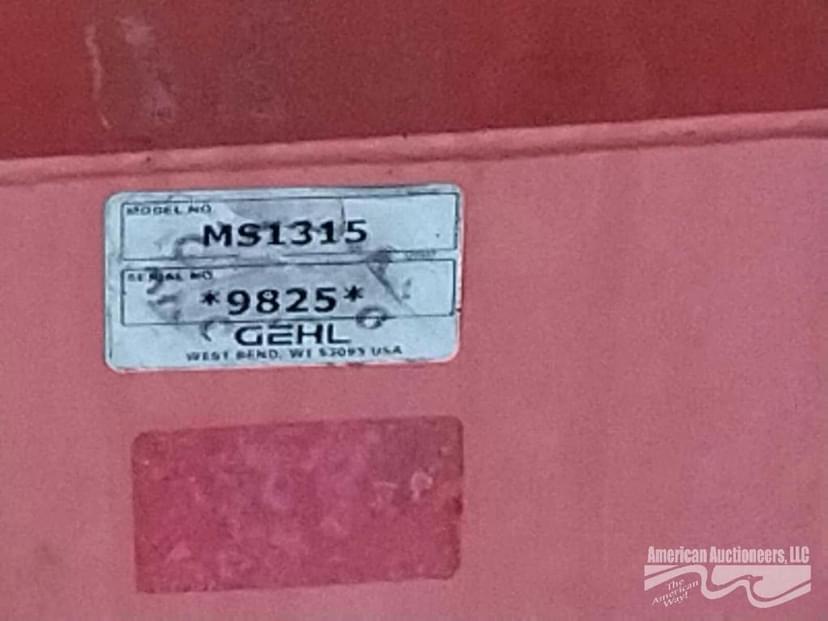 MODEL NO.
MS1315
SERIAL NO.
*9825*
GEHL
WEST BEND, WI 53095 USA
American Auctioneers, LLC
The
American
Way!